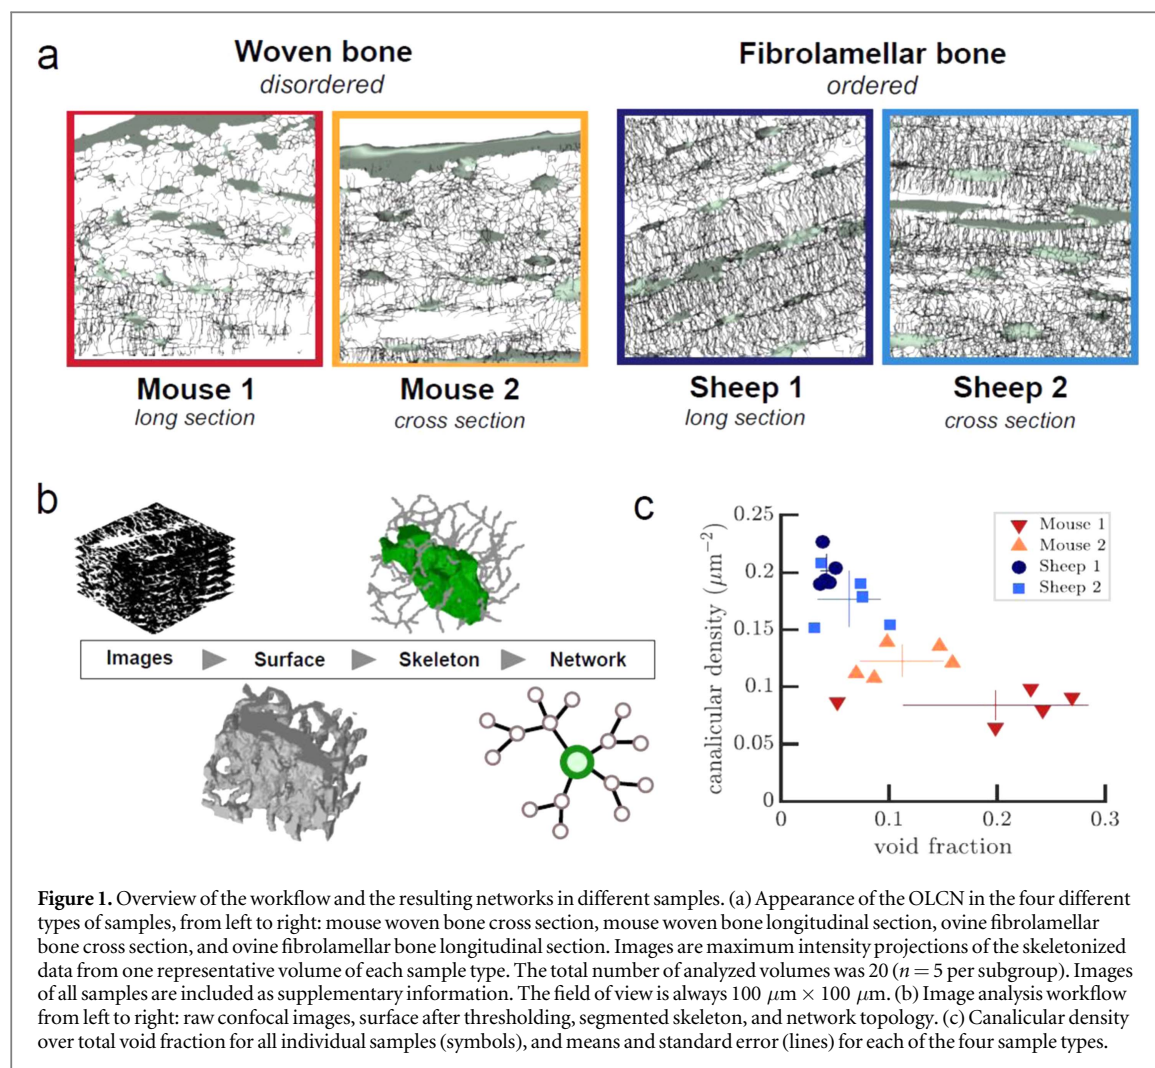 a
Woven bone
disordered
Fibrolamellar bone
ordered
Mouse 1
long section
Mouse 2
cross section
Sheep 1
long section
Sheep 2
cross section
b
Images
Surface
Skeleton
Network
c
canalicular density (μm⁻²)
0.25
0.2
0.15
0.1
0.05
0
0
0.1
0.2
0.3
void fraction
Mouse 1
Mouse 2
Sheep 1
Sheep 2
Figure 1. Overview of the workflow and the resulting networks in different samples. (a) Appearance of the OLCN in the four different
types of samples, from left to right: mouse woven bone cross section, mouse woven bone longitudinal section, ovine fibrolamellar
bone cross section, and ovine fibrolamellar bone longitudinal section. Images are maximum intensity projections of the skeletonized
data from one representative volume of each sample type. The total number of analyzed volumes was 20 (n = 5 per subgroup). Images
of all samples are included as supplementary information. The field of view is always 100 μm × 100 μm. (b) Image analysis workflow
from left to right: raw confocal images, surface after thresholding, segmented skeleton, and network topology. (c) Canalicular density
over total void fraction for all individual samples (symbols), and means and standard error (lines) for each of the four sample types.